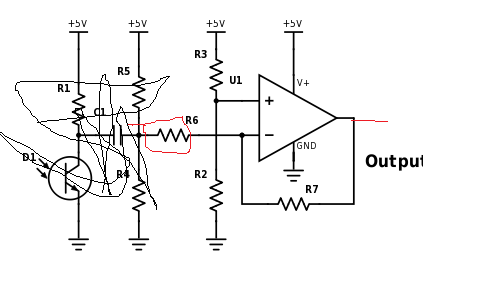 +5V +5V +5V +5V
R3
R5 U1
V+
R1
C1 +
R6
−
GND
D1 Output
R4 R2
R7